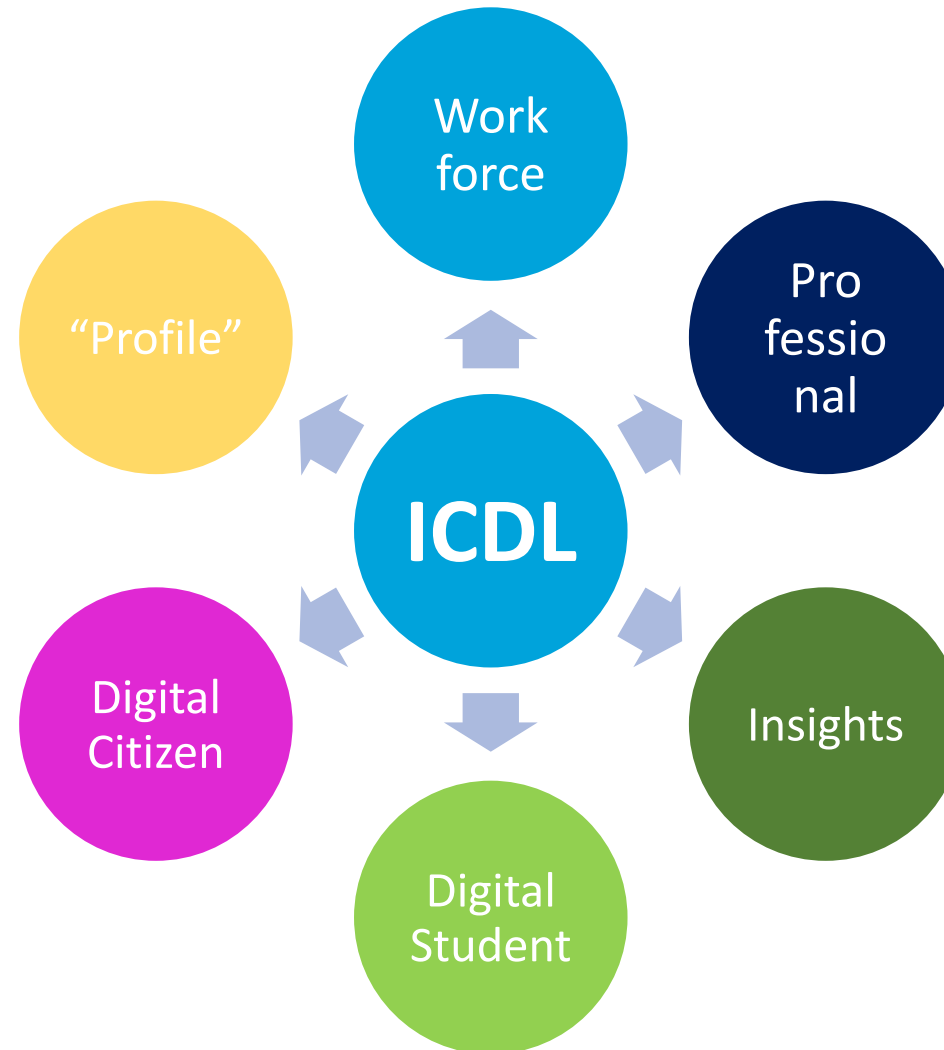 Work
force
Pro
fessio
nal
“Profile”
ICDL
Digital
Citizen
Insights
Digital
Student